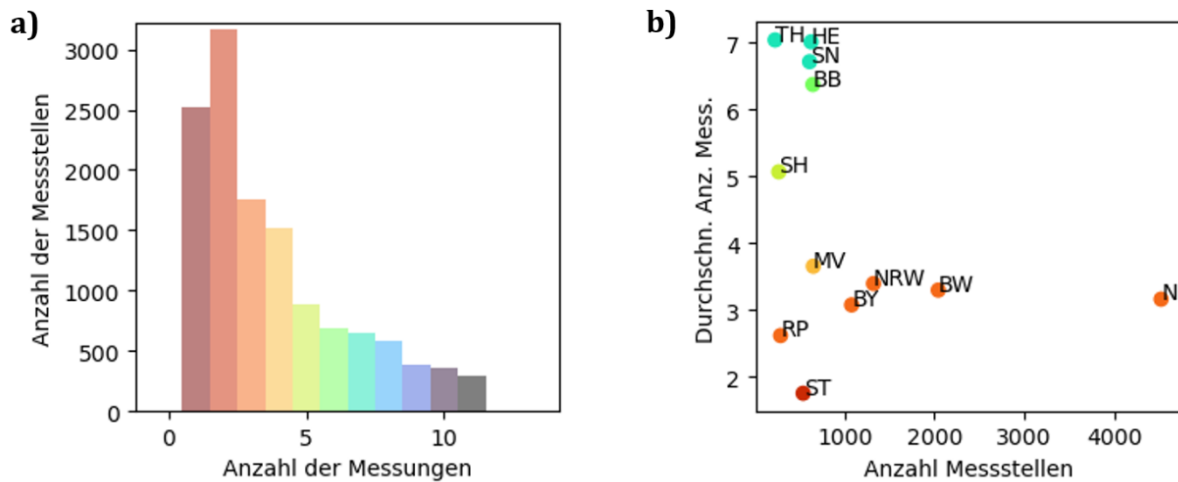 a)
3000
2500
2000
1500
1000
500
0
Anzahl der Messstellen
0 5 10
Anzahl der Messungen
b)
7
6
5
4
3
2
Durchschn. Anz. Mess.
TH HE
SN
BB
SH
MV
NRW BW
BY N
RP
ST
1000 2000 3000 4000
Anzahl Messstellen